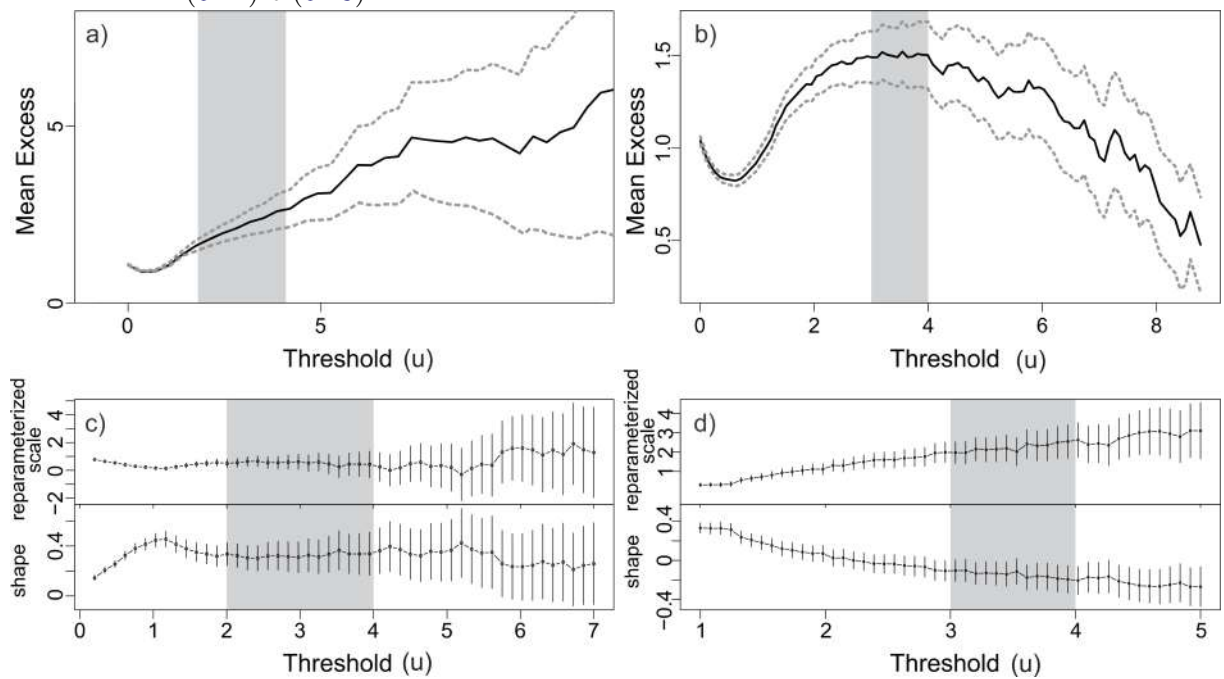 a)
Mean Excess
5
0
0 5
Threshold (u)
b)
Mean Excess
1.5
1.0
0.5
0 2 4 6 8
Threshold (u)
c)
reparameterized
scale
4
2
0
−2
shape
0.4
0
0 1 2 3 4 5 6 7
Threshold (u)
d)
reparameterized
scale
4
3
2
1
shape
0.4
0
−0.4
1 2 3 4 5
Threshold (u)